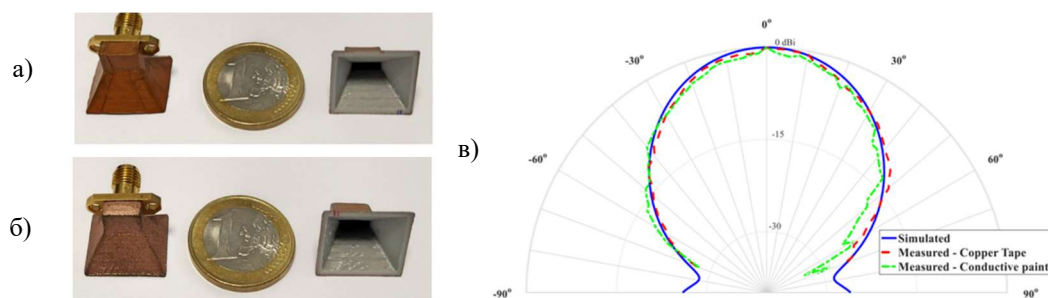 а)
б)
в)
0°
0 dBi
-30°
30°
-15
-60°
60°
-30
Simulated
Measured - Copper Tape
Measured - Conductive paint
-90°
90°